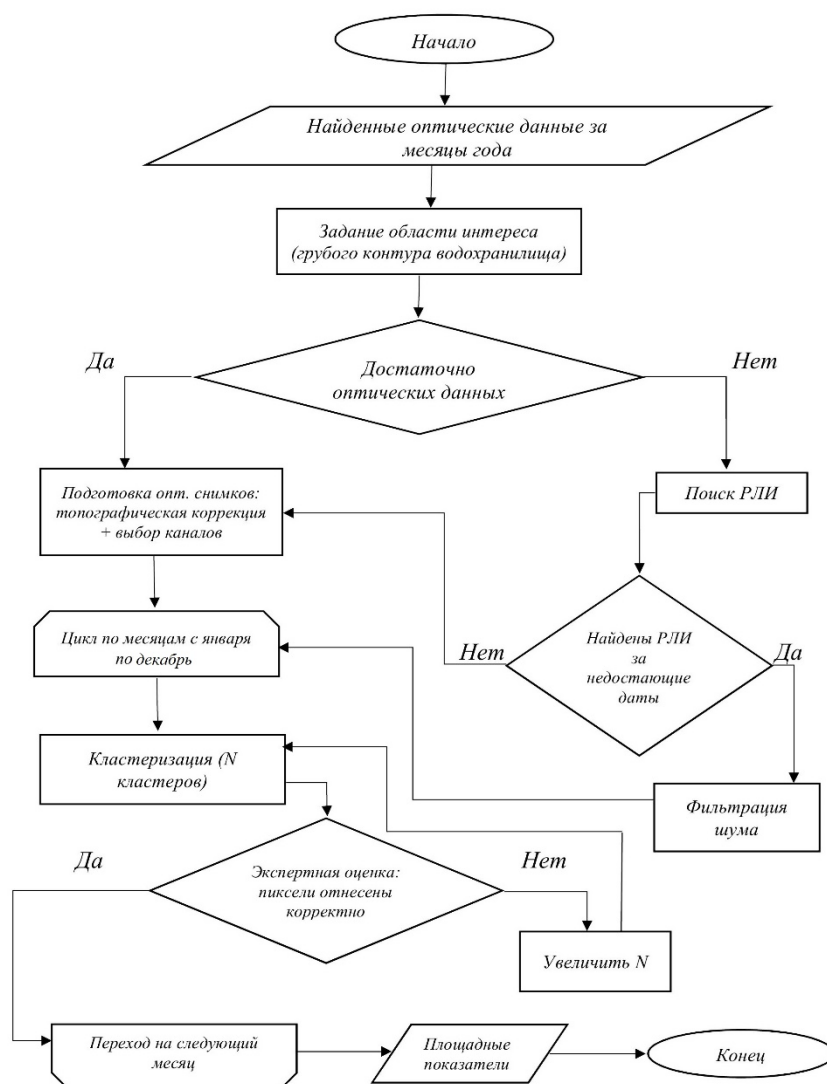 Начало
Найденные оптические данные за
месяцы года
Задание области интереса
(грубого контура водохранилища)
Да
Достаточно
оптических данных
Нет
Подготовка опт. снимков:
топографическая коррекция
+ выбор каналов
Поиск РЛИ
Цикл по месяцам с января
по декабрь
Нет
Найдены РЛИ
за
недостающие
даты
Да
Кластеризация (N
кластеров)
Фильтрация
шума
Да
Экспертная оценка:
пиксели отнесены
корректно
Нет
Увеличить N
Переход на следующий
месяц
Площадные
показатели
Конец